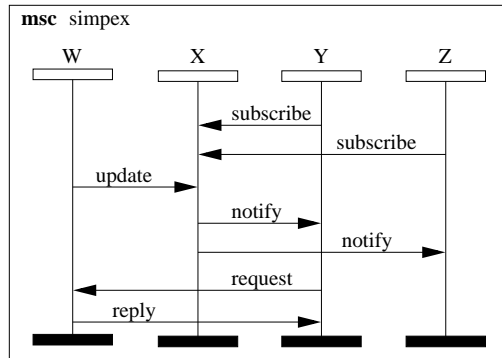 msc simpex
W X Y Z
subscribe
subscribe
update
notify
notify
request
reply